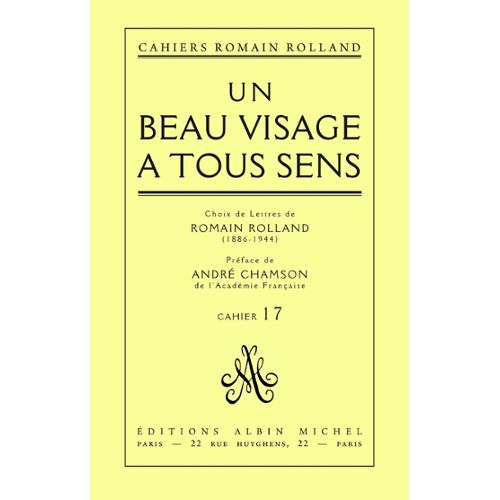 CAHIERS ROMAIN ROLLAND
UN
BEAU VISAGE
A TOUS SENS
Choix de Lettres de
ROMAIN ROLLAND
(1886-1944)
Préface de
ANDRÉ CHAMSON
de l'Académie Française
CAHIER 17
AM
ÉDITIONS ALBIN MICHEL
PARIS — 22 RUE HUYGHENS, 22 — PARIS